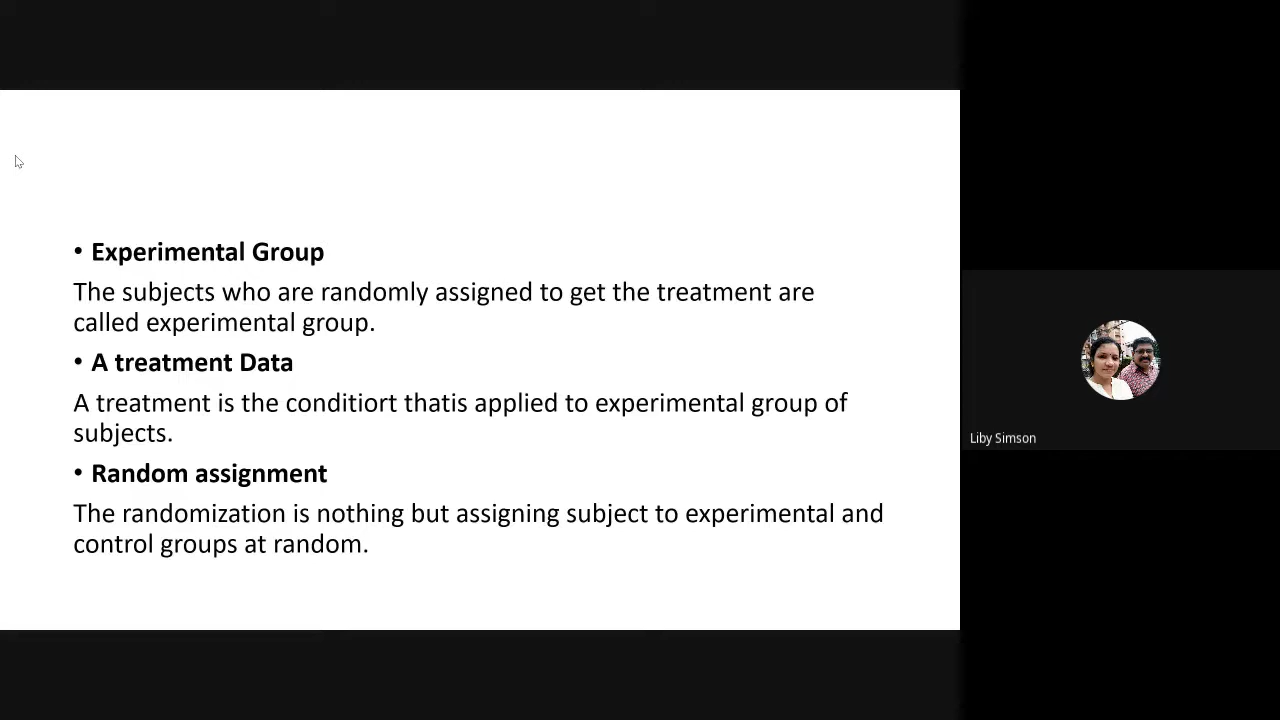 • Experimental Group
The subjects who are randomly assigned to get the treatment are
called experimental group.
• A treatment Data
A treatment is the conditiort thatis applied to experimental group of
subjects.
• Random assignment
The randomization is nothing but assigning subject to experimental and
control groups at random.
Liby Simson